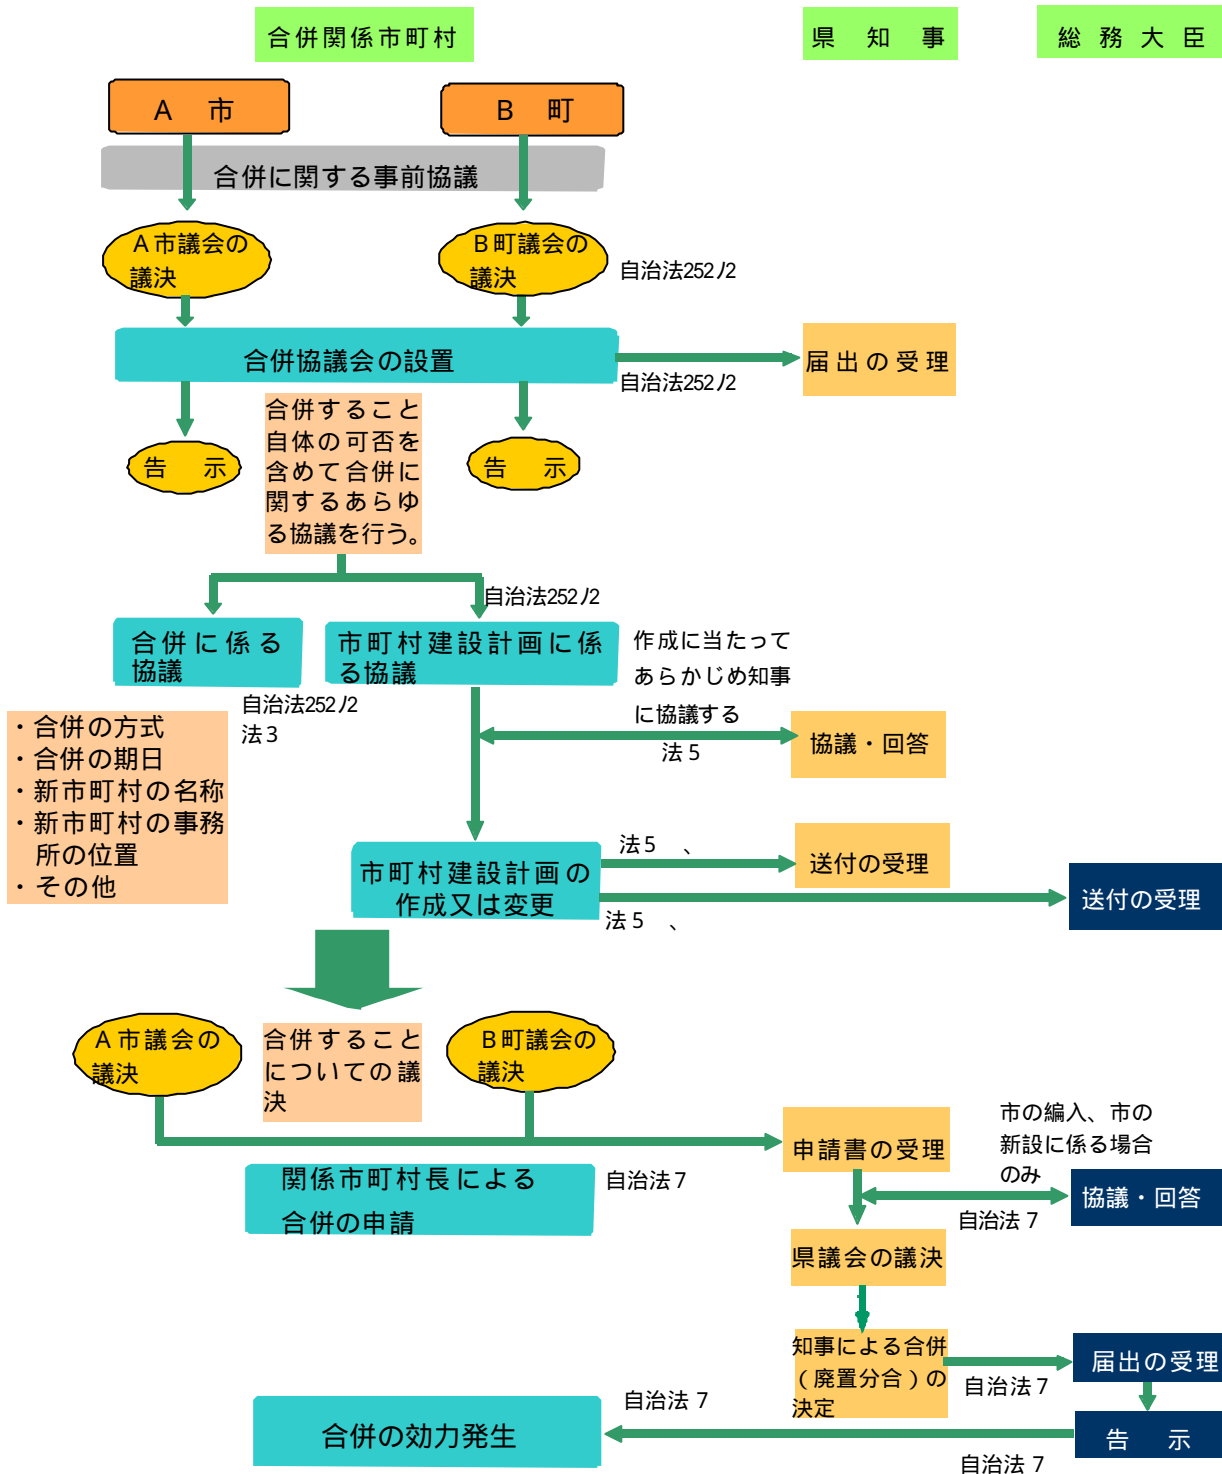 合併関係市町村
県 知 事
総 務 大 臣
A 市
B 町
合併に関する事前協議
A市議会の
議決
B町議会の
議決
自治法252ﾉ2
合併協議会の設置
自治法252ﾉ2
届出の受理
告 示
告 示
合併すること
自体の可否を
含めて合併に
関するあらゆ
る協議を行う。
自治法252ﾉ2
合併に係る
協議
自治法252ﾉ2
法3
市町村建設計画に係
る協議
作成に当たって
あらかじめ知事
に協議する
法5
協議・回答
・合併の方式
・合併の期日
・新市町村の名称
・新市町村の事務
所の位置
・その他
市町村建設計画の
作成又は変更
法5 、
送付の受理
法5 、
送付の受理
A市議会の
議決
合併すること
についての議
決
B町議会の
議決
関係市町村長による
合併の申請
自治法7
申請書の受理
市の編入、市の
新設に係る場合
のみ
自治法7
協議・回答
県議会の議決
知事による合併
(廃置分合)の
決定
自治法7
届出の受理
告 示
自治法7
自治法7
合併の効力発生